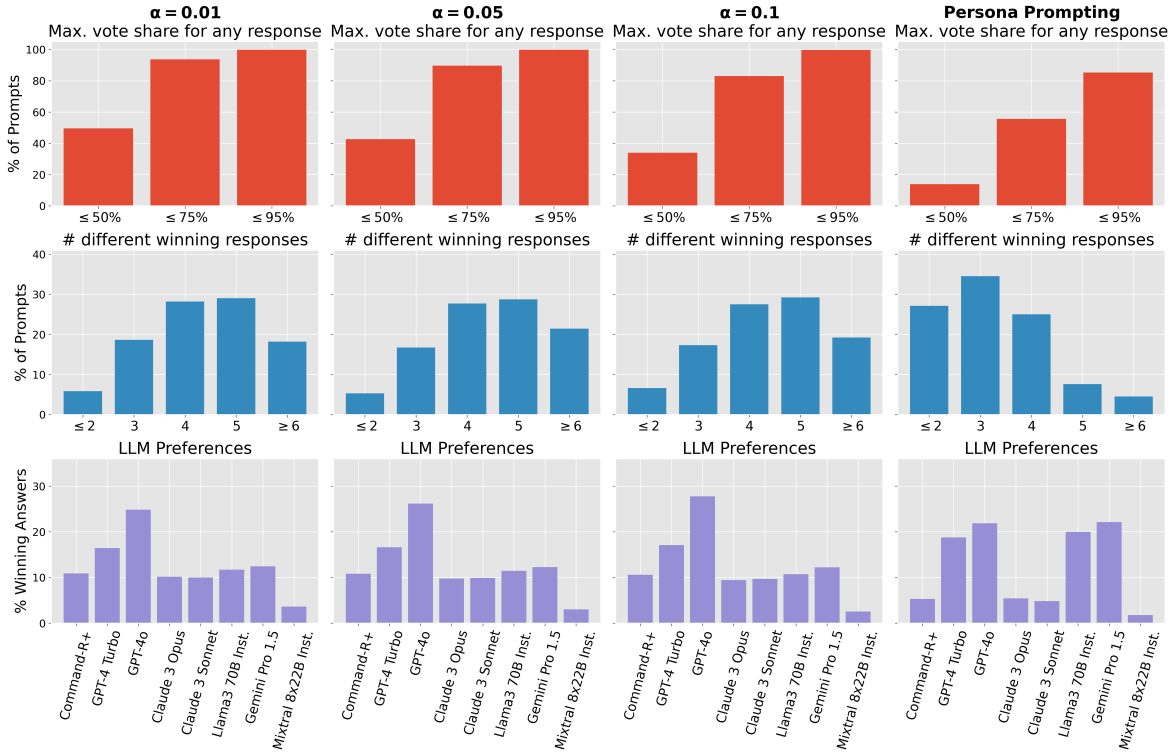 α = 0.01
Max. vote share for any response
α = 0.05
Max. vote share for any response
α = 0.1
Max. vote share for any response
Persona Prompting
Max. vote share for any response
% of Prompts
100
80
60
40
20
0
≤ 50% ≤ 75% ≤ 95%
≤ 50% ≤ 75% ≤ 95%
≤ 50% ≤ 75% ≤ 95%
≤ 50% ≤ 75% ≤ 95%
# different winning responses
# different winning responses
# different winning responses
# different winning responses
% of Prompts
40
30
20
10
0
≤ 2 3 4 5 ≥ 6
≤ 2 3 4 5 ≥ 6
≤ 2 3 4 5 ≥ 6
≤ 2 3 4 5 ≥ 6
LLM Preferences
LLM Preferences
LLM Preferences
LLM Preferences
% Winning Answers
30
20
10
0
Command-R+
GPT-4 Turbo
GPT-4o
Claude 3 Opus
Claude 3 Sonnet
Llama3 70B Inst.
Gemini Pro 1.5
Mixtral 8x22B Inst.
Command-R+
GPT-4 Turbo
GPT-4o
Claude 3 Opus
Claude 3 Sonnet
Llama3 70B Inst.
Gemini Pro 1.5
Mixtral 8x22B Inst.
Command-R+
GPT-4 Turbo
GPT-4o
Claude 3 Opus
Claude 3 Sonnet
Llama3 70B Inst.
Gemini Pro 1.5
Mixtral 8x22B Inst.
Command-R+
GPT-4 Turbo
GPT-4o
Claude 3 Opus
Claude 3 Sonnet
Llama3 70B Inst.
Gemini Pro 1.5
Mixtral 8x22B Inst.